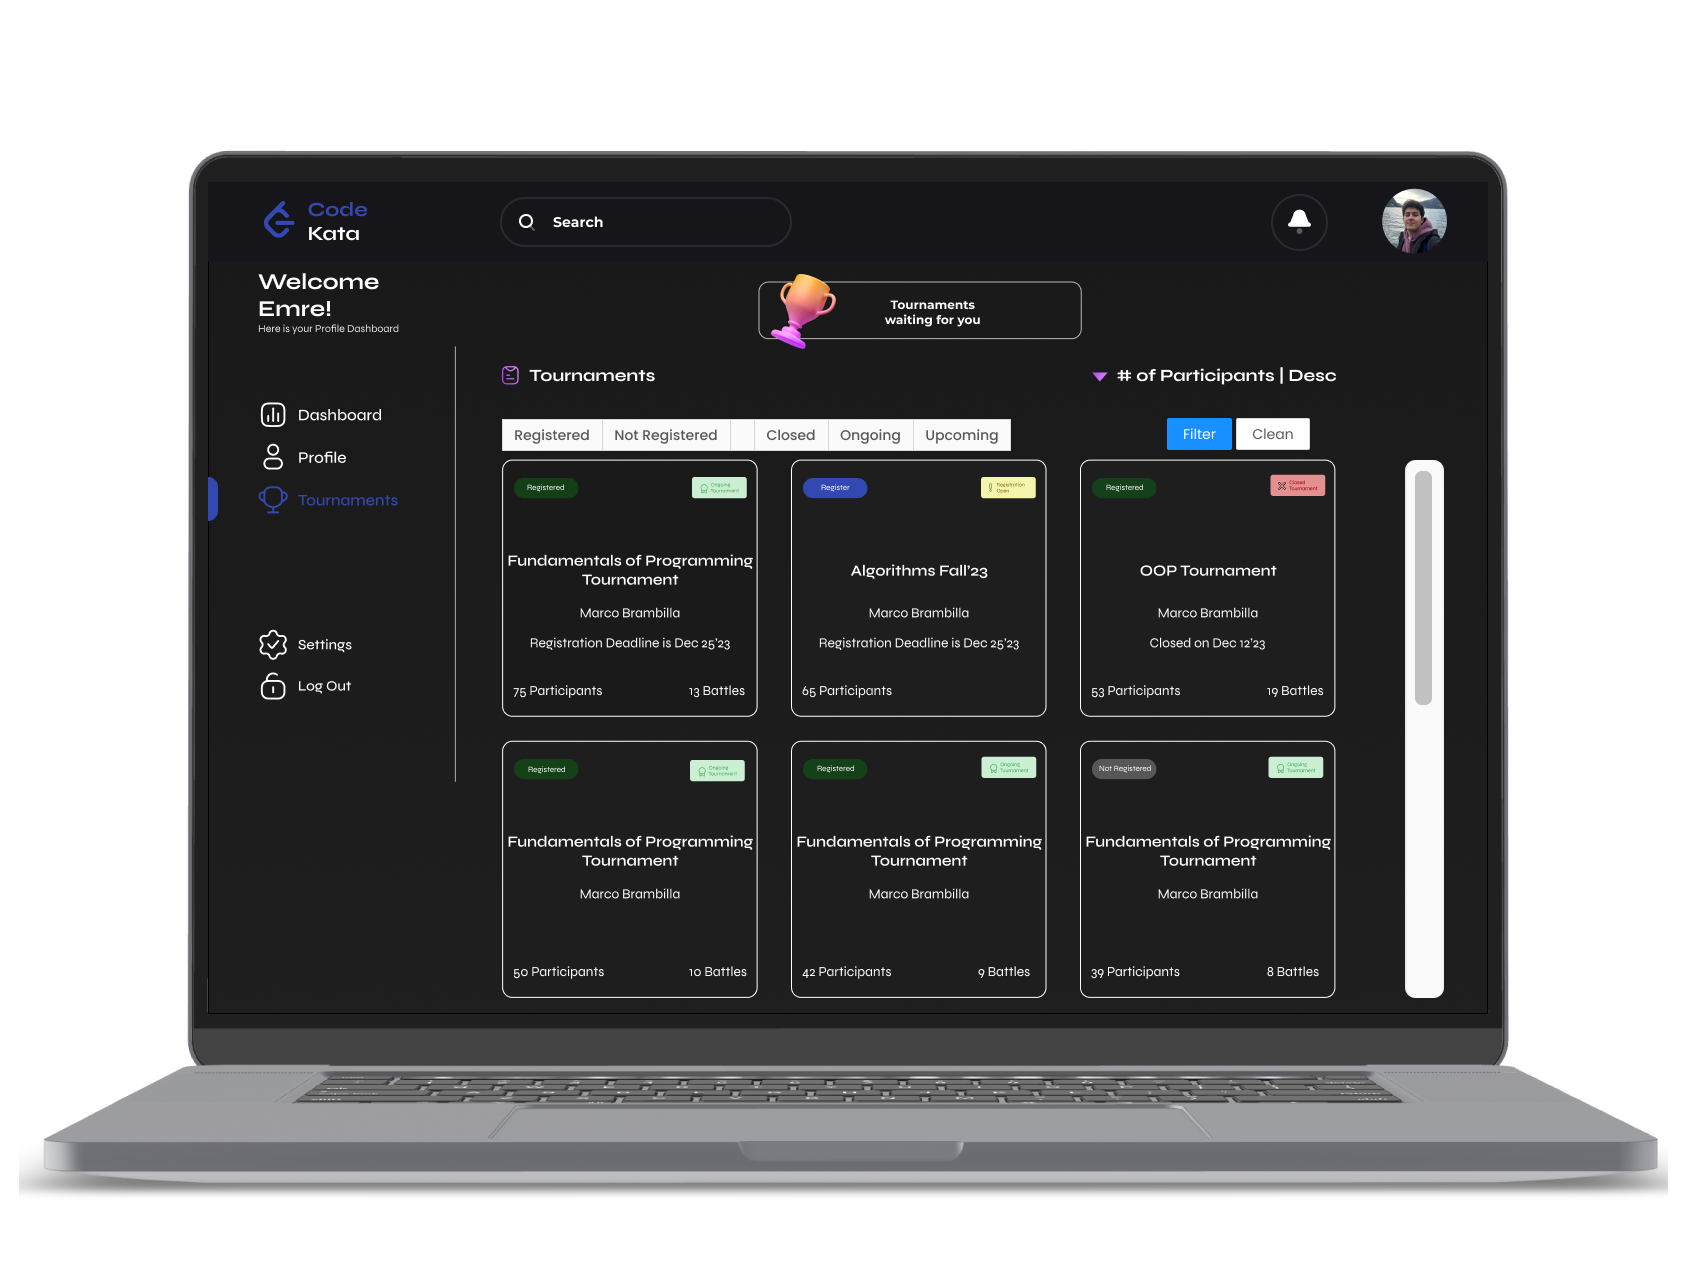 Code
Kata
Search
Welcome
Emre!
Here is your Profile Dashboard
Tournaments
waiting for you
Tournaments
# of Participants | Desc
Dashboard
Profile
Tournaments
Settings
Log Out
Registered
Not Registered
Closed
Ongoing
Upcoming
Filter
Clean
Registered
Ongoing
Tournament
Fundamentals of Programming
Tournament
Marco Brambilla
Registration Deadline is Dec 25'23
75 Participants
13 Battles
Register
Registration
Open
Algorithms Fall'23
Marco Brambilla
Registration Deadline is Dec 25'23
65 Participants
Registered
Closed
Tournament
OOP Tournament
Marco Brambilla
Closed on Dec 12'23
53 Participants
19 Battles
Registered
Ongoing
Tournament
Fundamentals of Programming
Tournament
Marco Brambilla
50 Participants
10 Battles
Registered
Ongoing
Tournament
Fundamentals of Programming
Tournament
Marco Brambilla
42 Participants
9 Battles
Not Registered
Ongoing
Tournament
Fundamentals of Programming
Tournament
Marco Brambilla
39 Participants
8 Battles